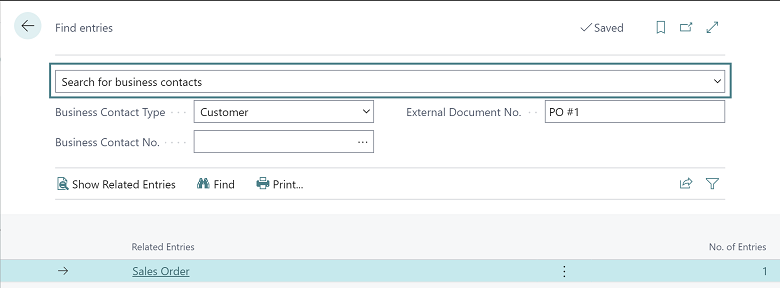 Find entries
Saved
Search for business contacts
Business Contact Type Customer External Document No. PO #1
Business Contact No. ...
Show Related Entries Find Print...
Related Entries No. of Entries
Sales Order 1